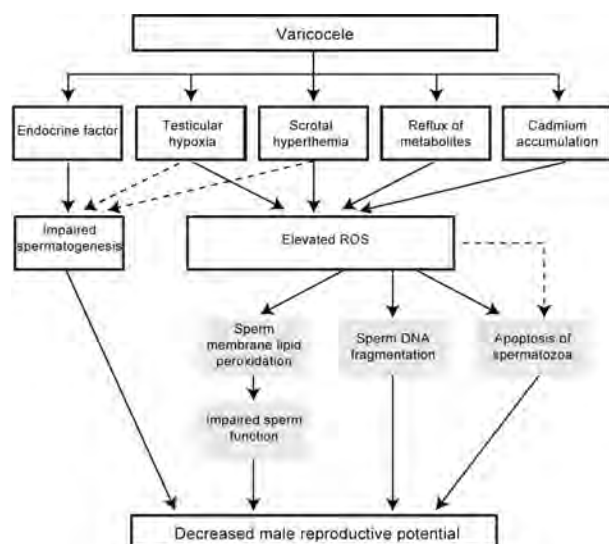 Varicocele
Endocrine factor
Testicular
hypoxia
Scrotal
hyperthemia
Reflux of
metabolites
Cadmium
accumulation
Impaired
spermatogenesis
Elevated ROS
Sperm
membrane lipid
peroxidation
Sperm DNA
fragmentation
Apoptosis of
spermatozoa
Impaired sperm
function
Decreased male reproductive potential